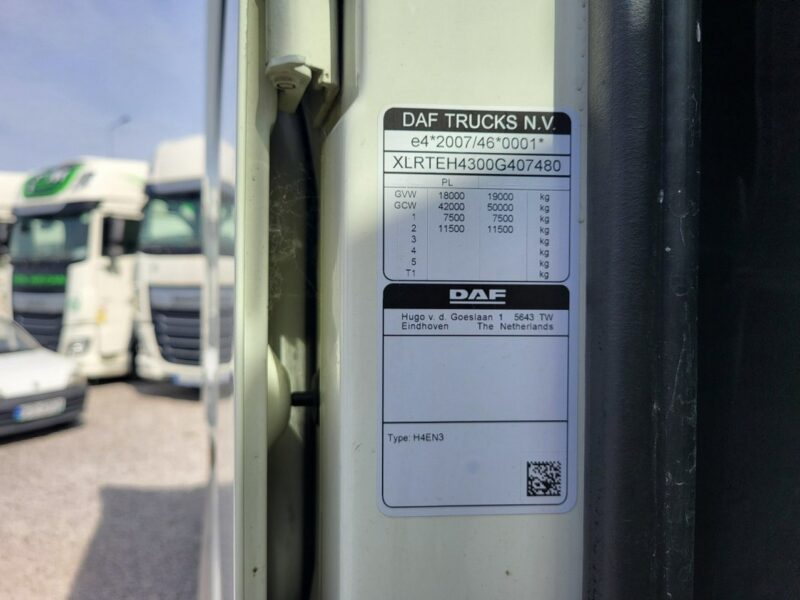 DAF TRUCKS N.V.
e4*2007/46*0001*
XLRTEH4300G407480
PL
GVW 18000 19000 kg
GCW 42000 50000 kg
1 7500 7500 kg
2 11500 11500 kg
3 kg
4 kg
5 kg
T1 kg
DAF
Hugo v. d. Goeslaan 1 5643 TW
Eindhoven The Netherlands
Type: H4EN3